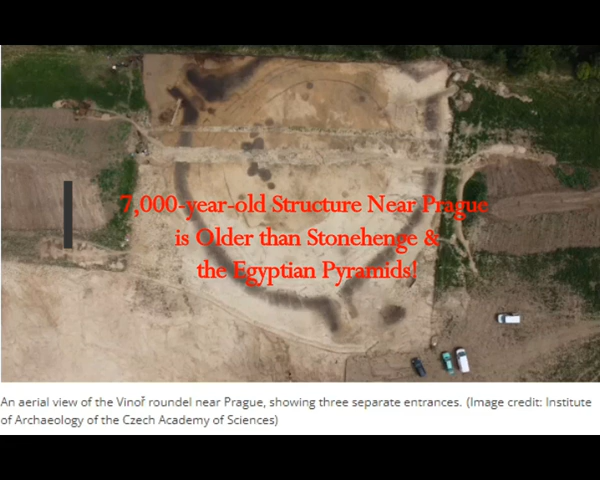 7,000-year-old Structure Near Prague
is Older than Stonehenge &
the Egyptian Pyramids!
An aerial view of the Vinoř roundel near Prague, showing three separate entrances. (Image credit: Institute
of Archaeology of the Czech Academy of Sciences)